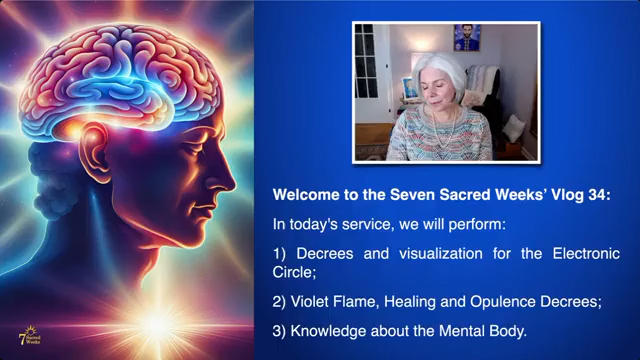 Welcome to the Seven Sacred Weeks' Vlog 34:
In today's service, we will perform:
1) Decrees and visualization for the Electronic
Circle;
2) Violet Flame, Healing and Opulence Decrees;
3) Knowledge about the Mental Body.
7 Sacred
Weeks